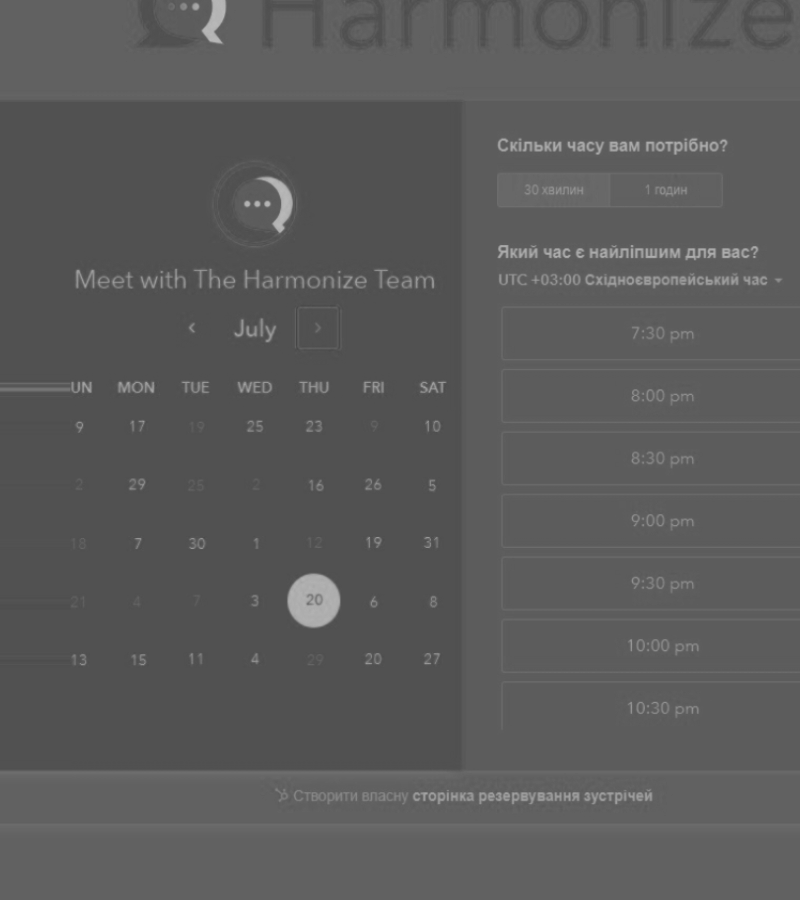 Harmonize
Meet with The Harmonize Team
July
UN MON TUE WED THU FRI SAT
9 17 19 25 23 9 10
2 29 25 2 16 26 5
18 7 30 1 12 19 31
21 4 7 3 20 6 8
13 15 11 4 29 20 27
Скільки часу вам потрібно?
30 хвилин 1 годин
Який час є найліпшим для вас?
UTC +03:00 Східноєвропейський час
7:30 pm
8:00 pm
8:30 pm
9:00 pm
9:30 pm
10:00 pm
10:30 pm
Створити власну сторінка резервування зустрічей